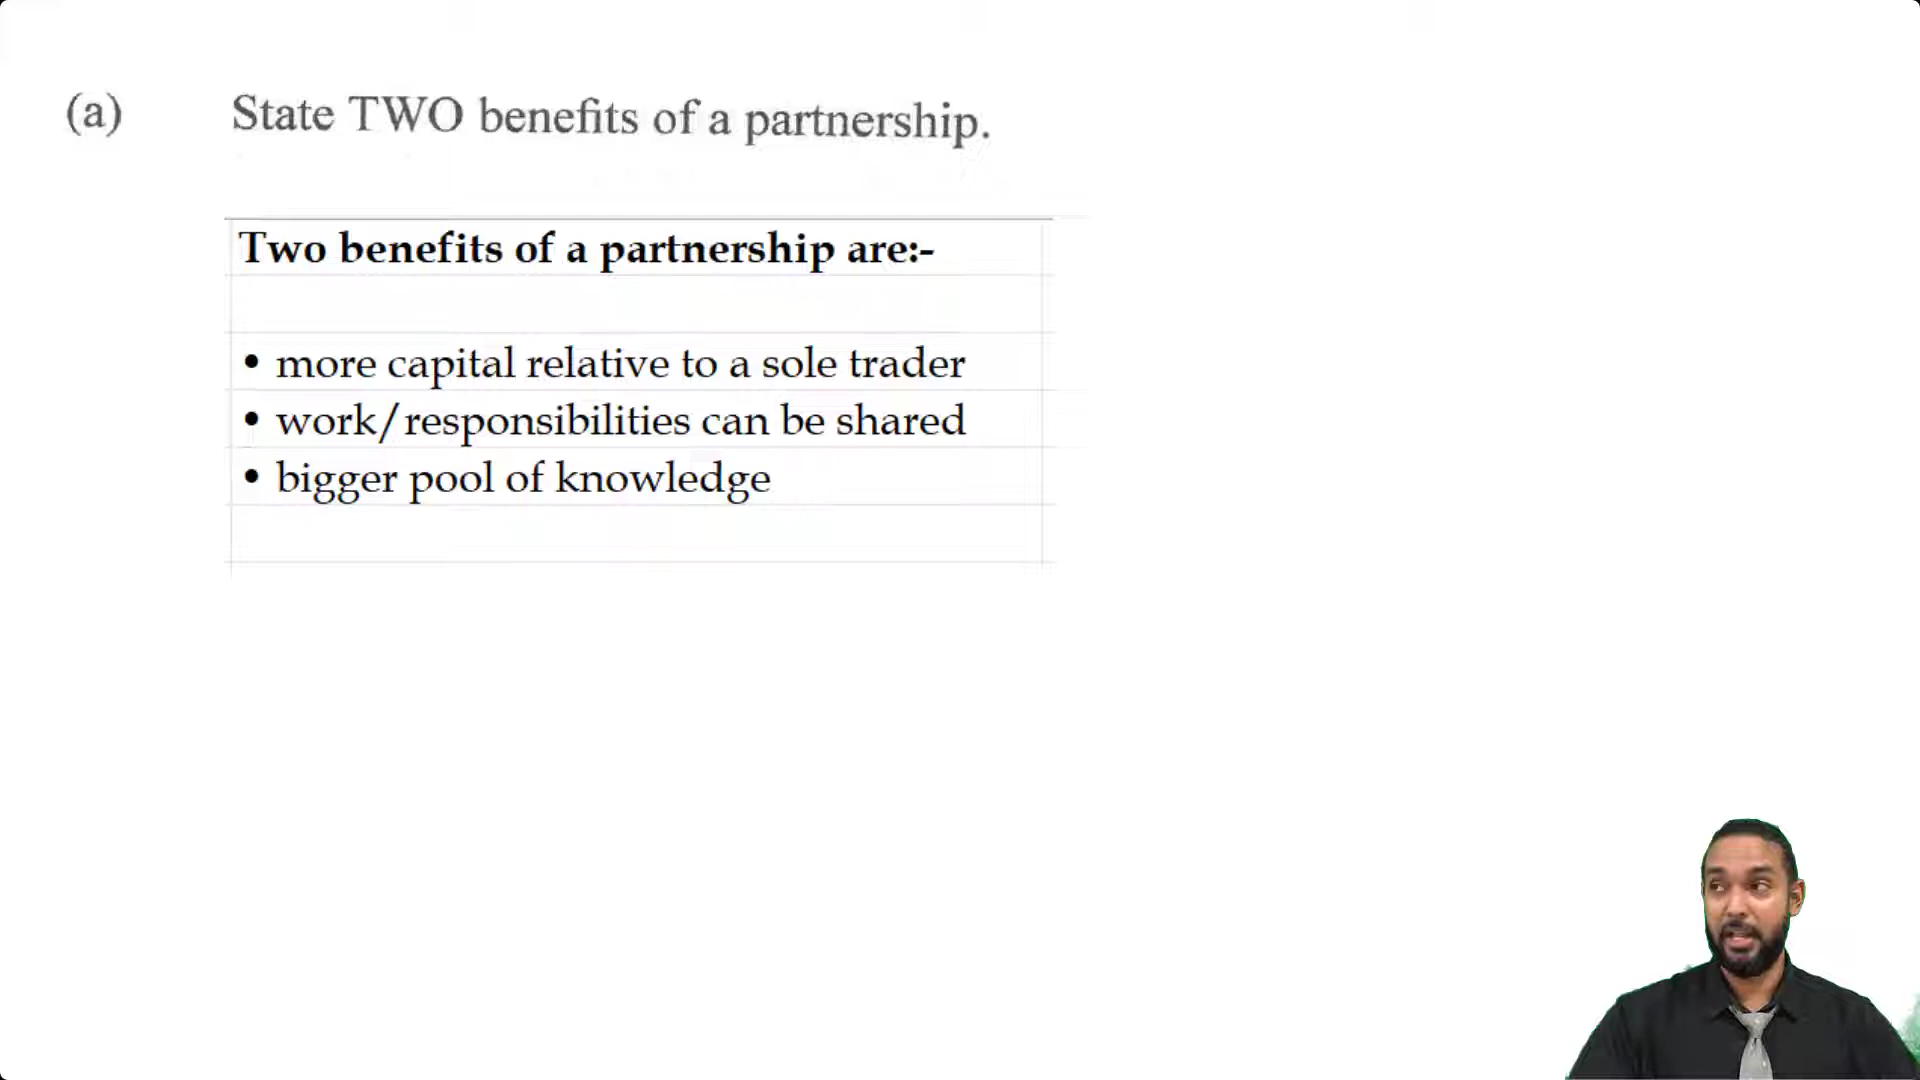 (a) State TWO benefits of a partnership.
Two benefits of a partnership are:-
• more capital relative to a sole trader
• work/responsibilities can be shared
• bigger pool of knowledge